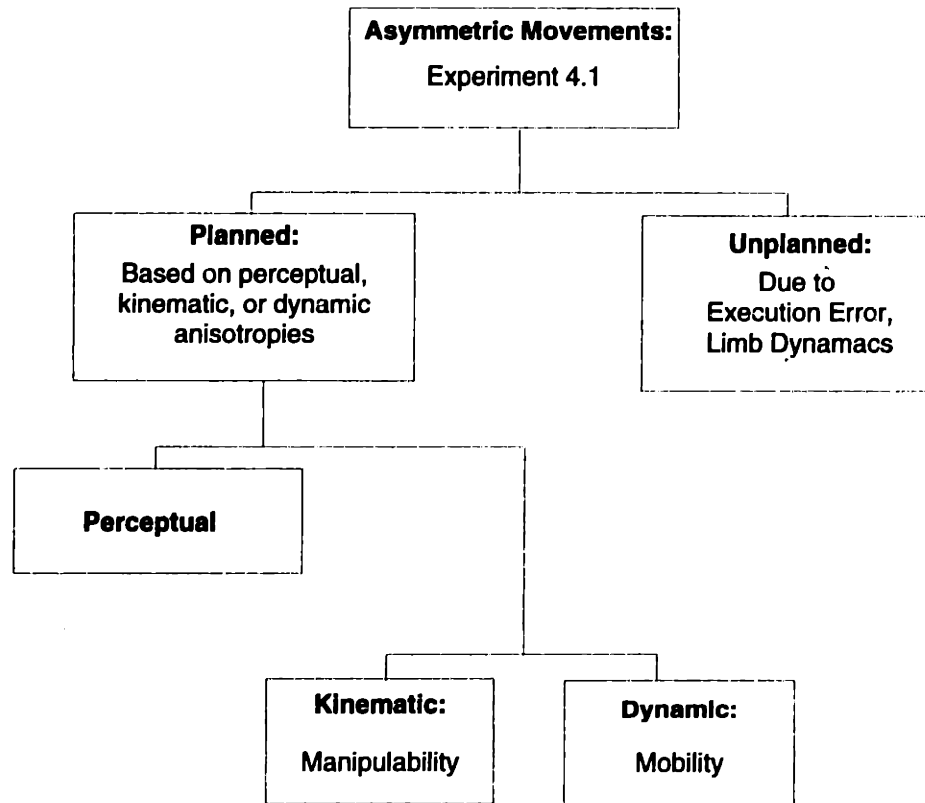 Asymmetric Movements:
Experiment 4.1
Planned:
Based on perceptual,
kinematic, or dynamic
anisotropies
Unplanned:
Due to
Execution Error,
Limb Dynamacs
Perceptual
Kinematic:
Manipulability
Dynamic:
Mobility